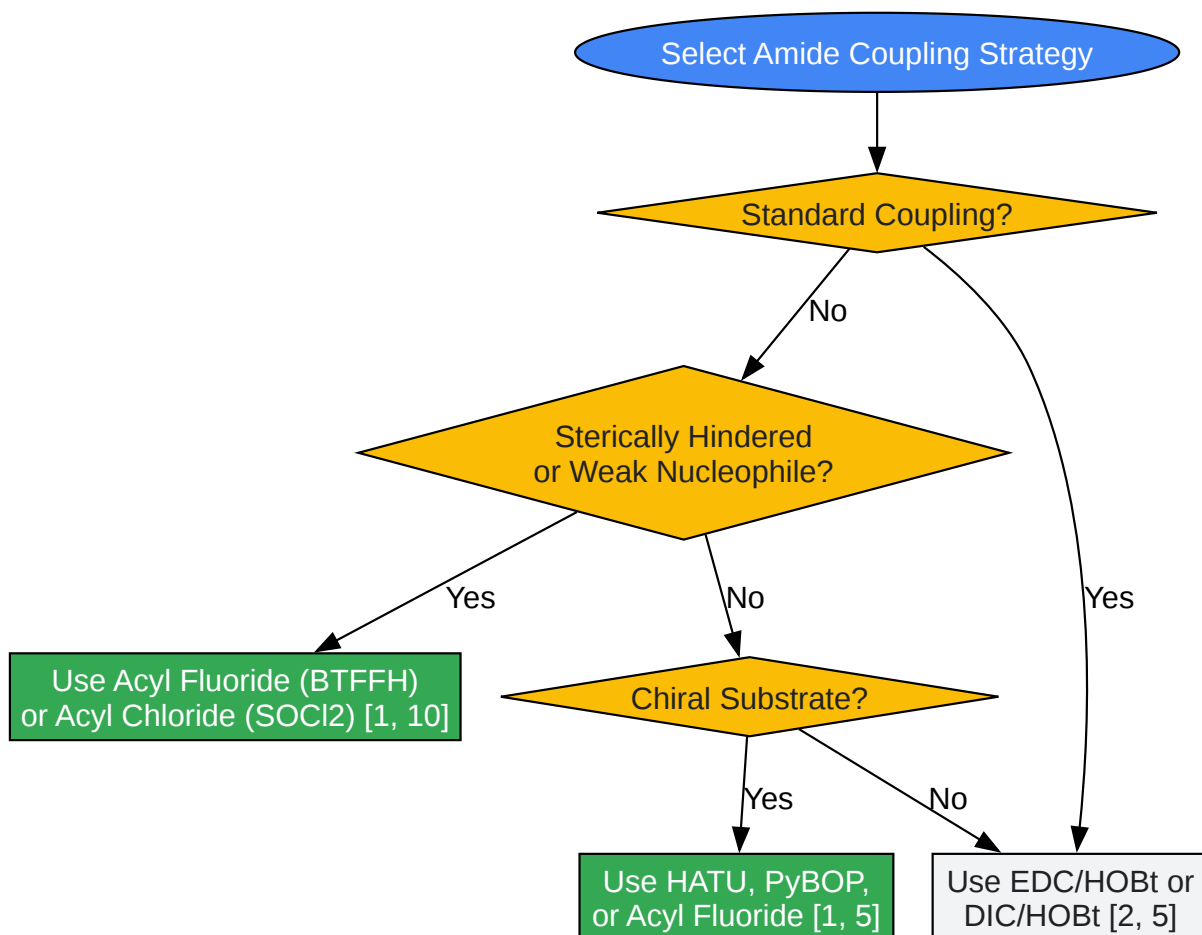 Select Amide Coupling Strategy
Standard Coupling?
No
Sterically Hindered
or Weak Nucleophile?
Yes
No
Yes
Use Acyl Fluoride (BTFFH)
or Acyl Chloride (SOCl2) [1, 10]
Chiral Substrate?
Yes
No
Use HATU, PyBOP,
or Acyl Fluoride [1, 5]
Use EDC/HOBt or
DIC/HOBt [2, 5]